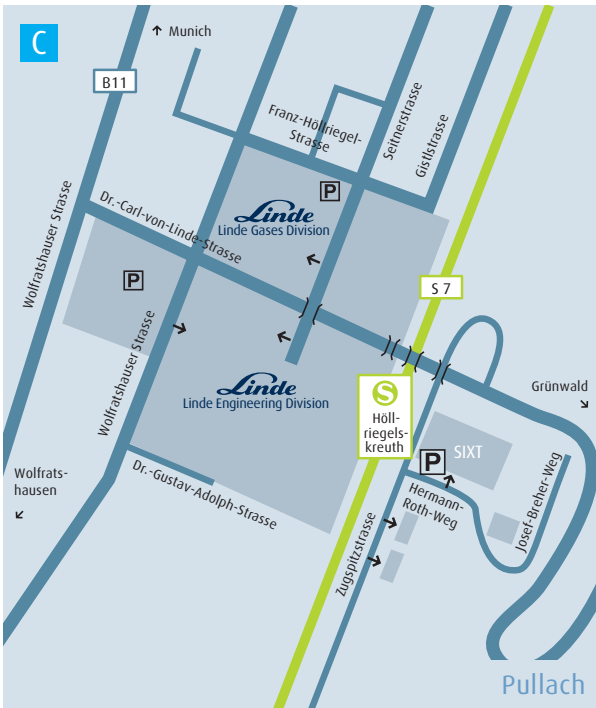 C
Munich
B11
Franz-Höllriegel-
Strasse
Seitnerstrasse
Gistlstrasse
P
Linde
Linde Gases Division
Dr.-Carl-von-Linde-Strasse
Wolfratshauser Strasse
P
S 7
Wolfratshauser Strasse
Linde
Linde Engineering Division
S
Höll-
riegels-
kreuth
Grünwald
SIXT
P
Wolfrats-
hausen
Dr.-Gustav-Adolph-Strasse
Hermann-
Roth-Weg
Josef-Breher-Weg
Zugspitzstrasse
Pullach